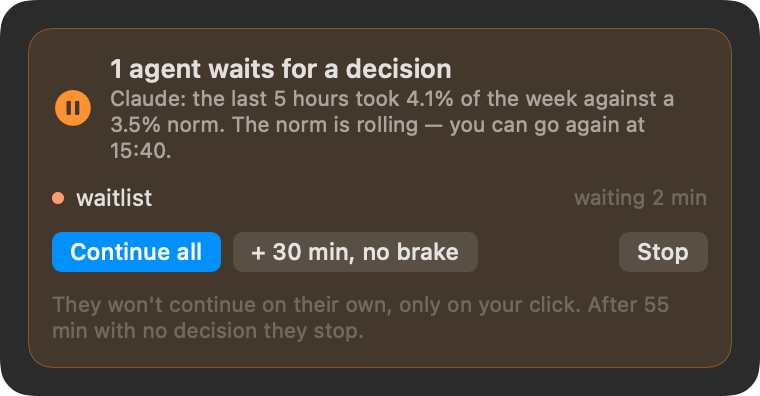 1 agent waits for a decision
Claude: the last 5 hours took 4.1% of the week against a
3.5% norm. The norm is rolling — you can go again at
15:40.
waitlist
waiting 2 min
Continue all
+ 30 min, no brake
Stop
They won't continue on their own, only on your click. After 55
min with no decision they stop.